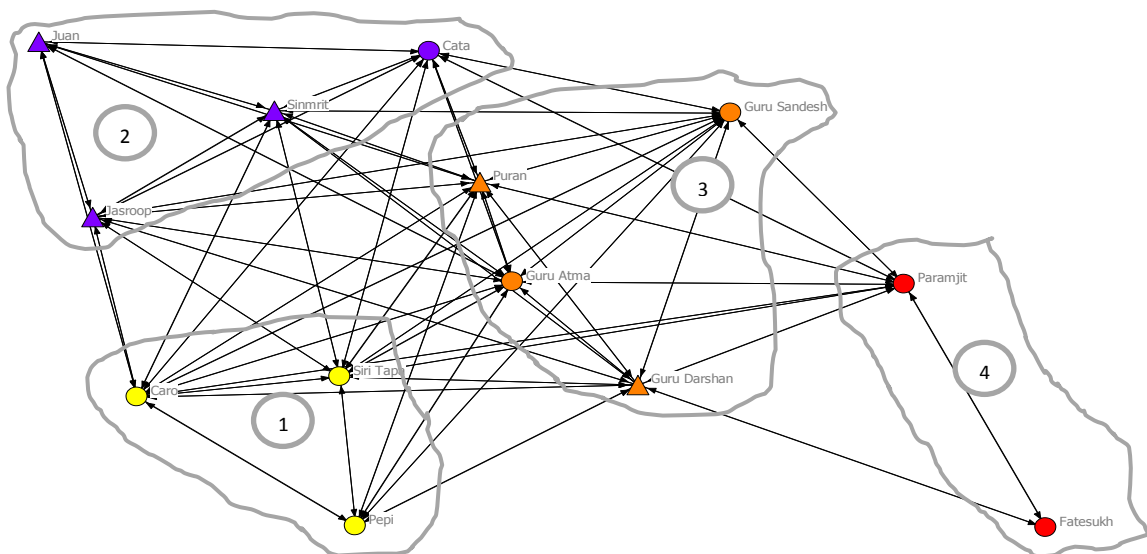 Juan
Cata
Sinmrit
Guru Sandesh
2
Puran
3
Jasroop
Guru Atma
Paramjit
Siri Tapa
Guru Darshan
4
Caro
1
Pepi
Fatesukh